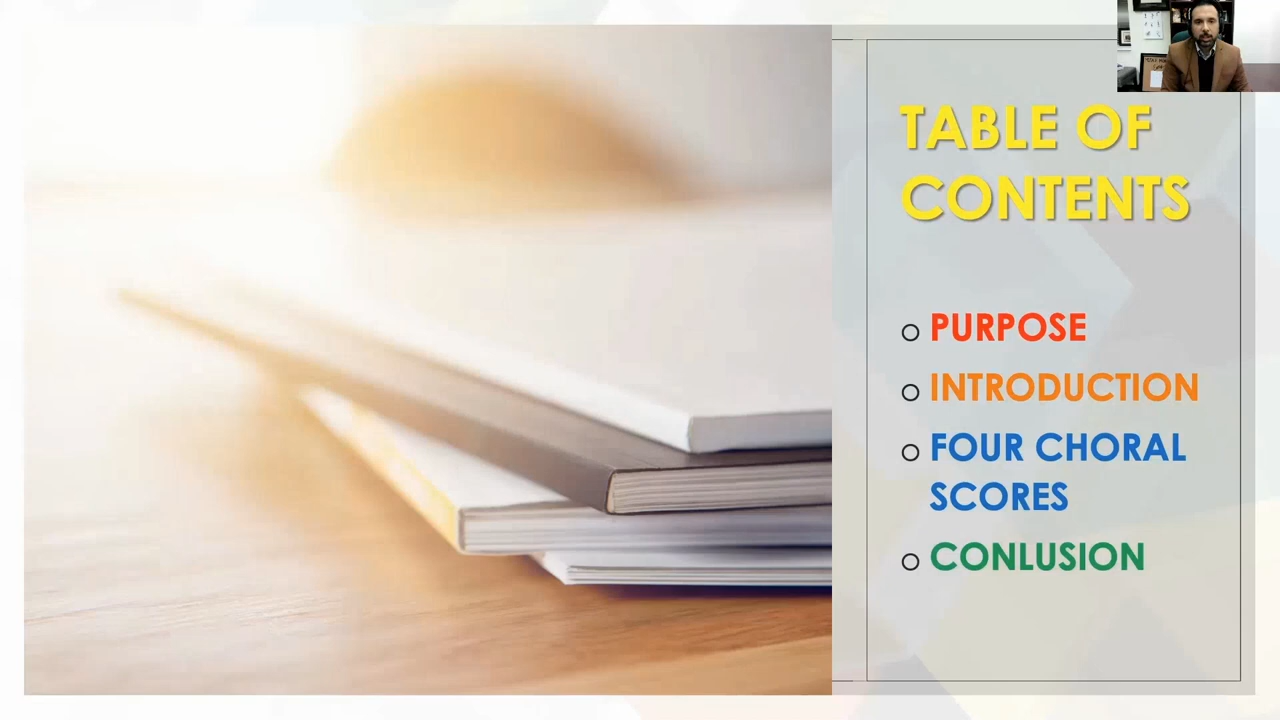 TABLE OF
CONTENTS
PURPOSE
INTRODUCTION
FOUR CHORAL
SCORES
CONLUSION